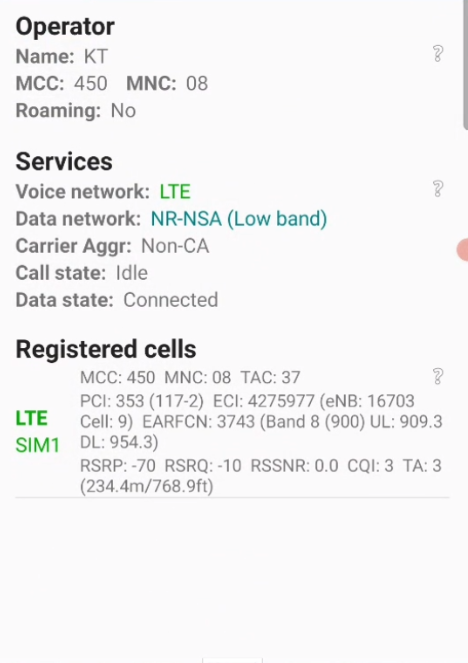 Operator
Name: KT
MCC: 450 MNC: 08
Roaming: No
Services
Voice network: LTE
Data network: NR-NSA (Low band)
Carrier Aggr: Non-CA
Call state: Idle
Data state: Connected
Registered cells
MCC: 450 MNC: 08 TAC: 37
PCI: 353 (117-2) ECI: 4275977 (eNB: 16703
LTE Cell: 9) EARFCN: 3743 (Band 8 (900) UL: 909.3
SIM1 DL: 954.3)
RSRP: -70 RSRQ: -10 RSSNR: 0.0 CQI: 3 TA: 3
(234.4m/768.9ft)